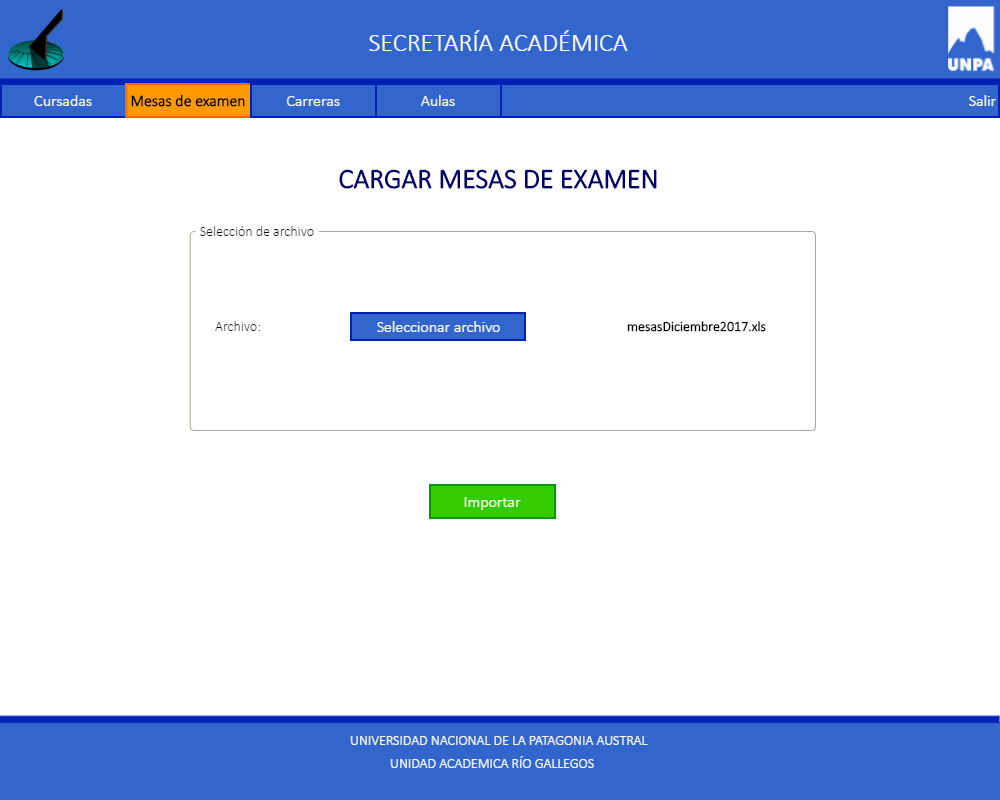 SECRETARÍA ACADÉMICA
UNPA
Cursadas
Mesas de examen
Carreras
Aulas
Salir
CARGAR MESAS DE EXAMEN
Selección de archivo
Archivo:
Seleccionar archivo
mesasDiciembre2017.xls
Importar
UNIVERSIDAD NACIONAL DE LA PATAGONIA AUSTRAL
UNIDAD ACADEMICA RÍO GALLEGOS